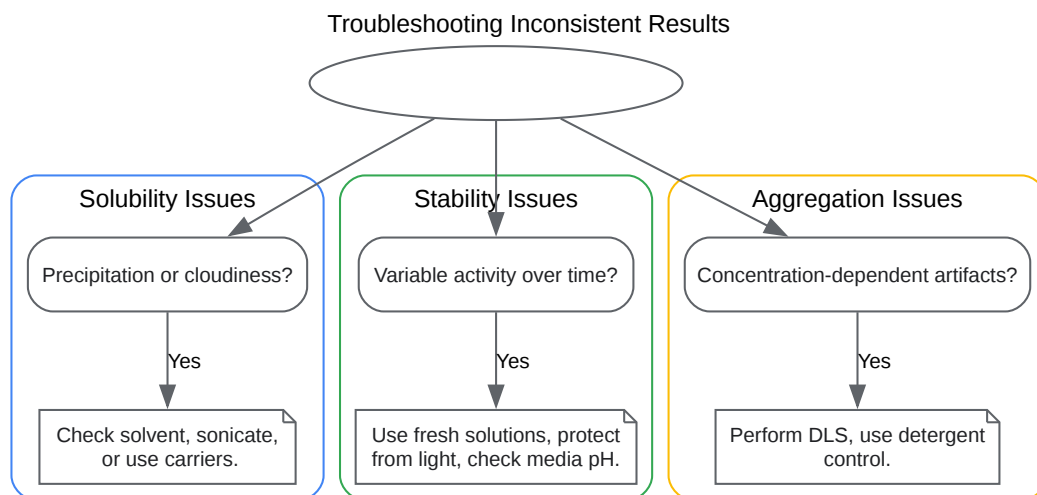 Troubleshooting Inconsistent Results
Solubility Issues
Stability Issues
Aggregation Issues
Precipitation or cloudiness?
Variable activity over time?
Concentration-dependent artifacts?
Yes
Yes
Yes
Check solvent, sonicate,
or use carriers.
Use fresh solutions, protect
from light, check media pH.
Perform DLS, use detergent
control.